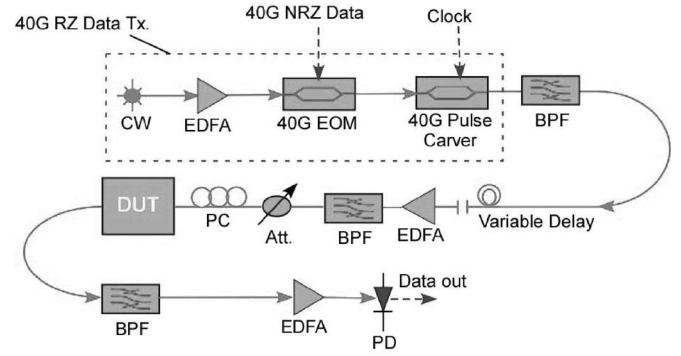 40G RZ Data Tx.
40G NRZ Data
Clock
CW
EDFA
40G EOM
40G Pulse
Carver
BPF
DUT
PC
Att.
BPF
EDFA
Variable Delay
BPF
EDFA
PD
Data out